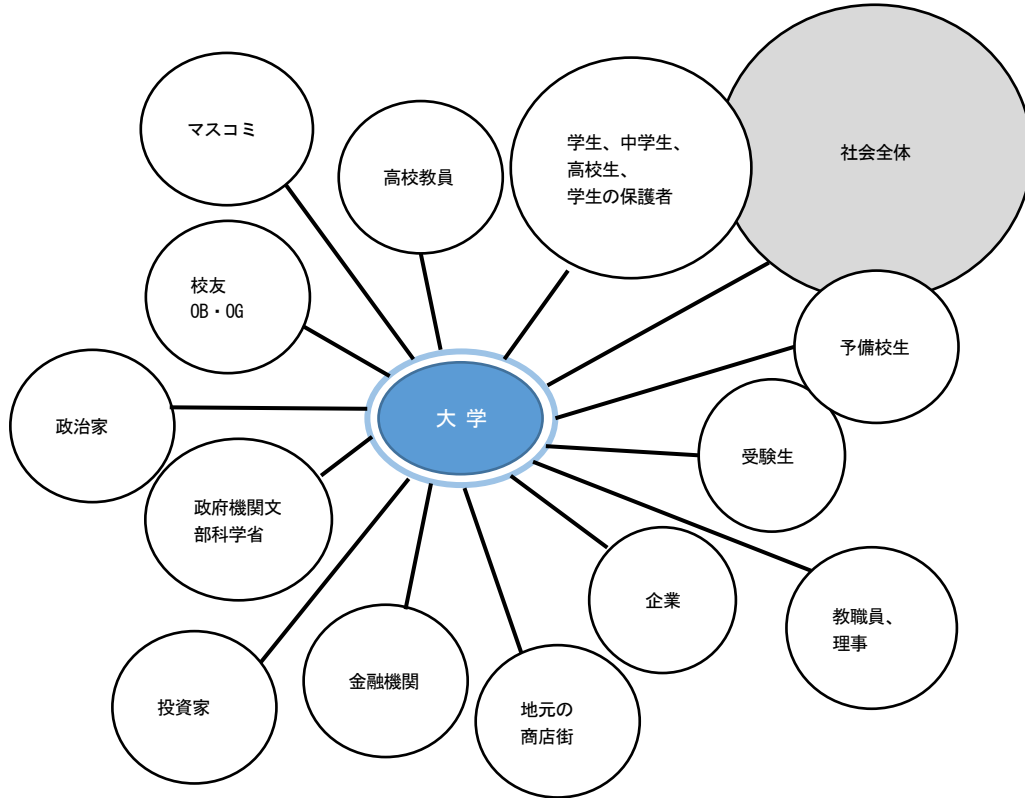 マスコミ
高校教員
学生、中学生、
高校生、
学生の保護者
社会全体
校友
OB・OG
予備校生
政治家
大 学
受験生
政府機関文
部科学省
企業
教職員、
理事
投資家
金融機関
地元の
商店街